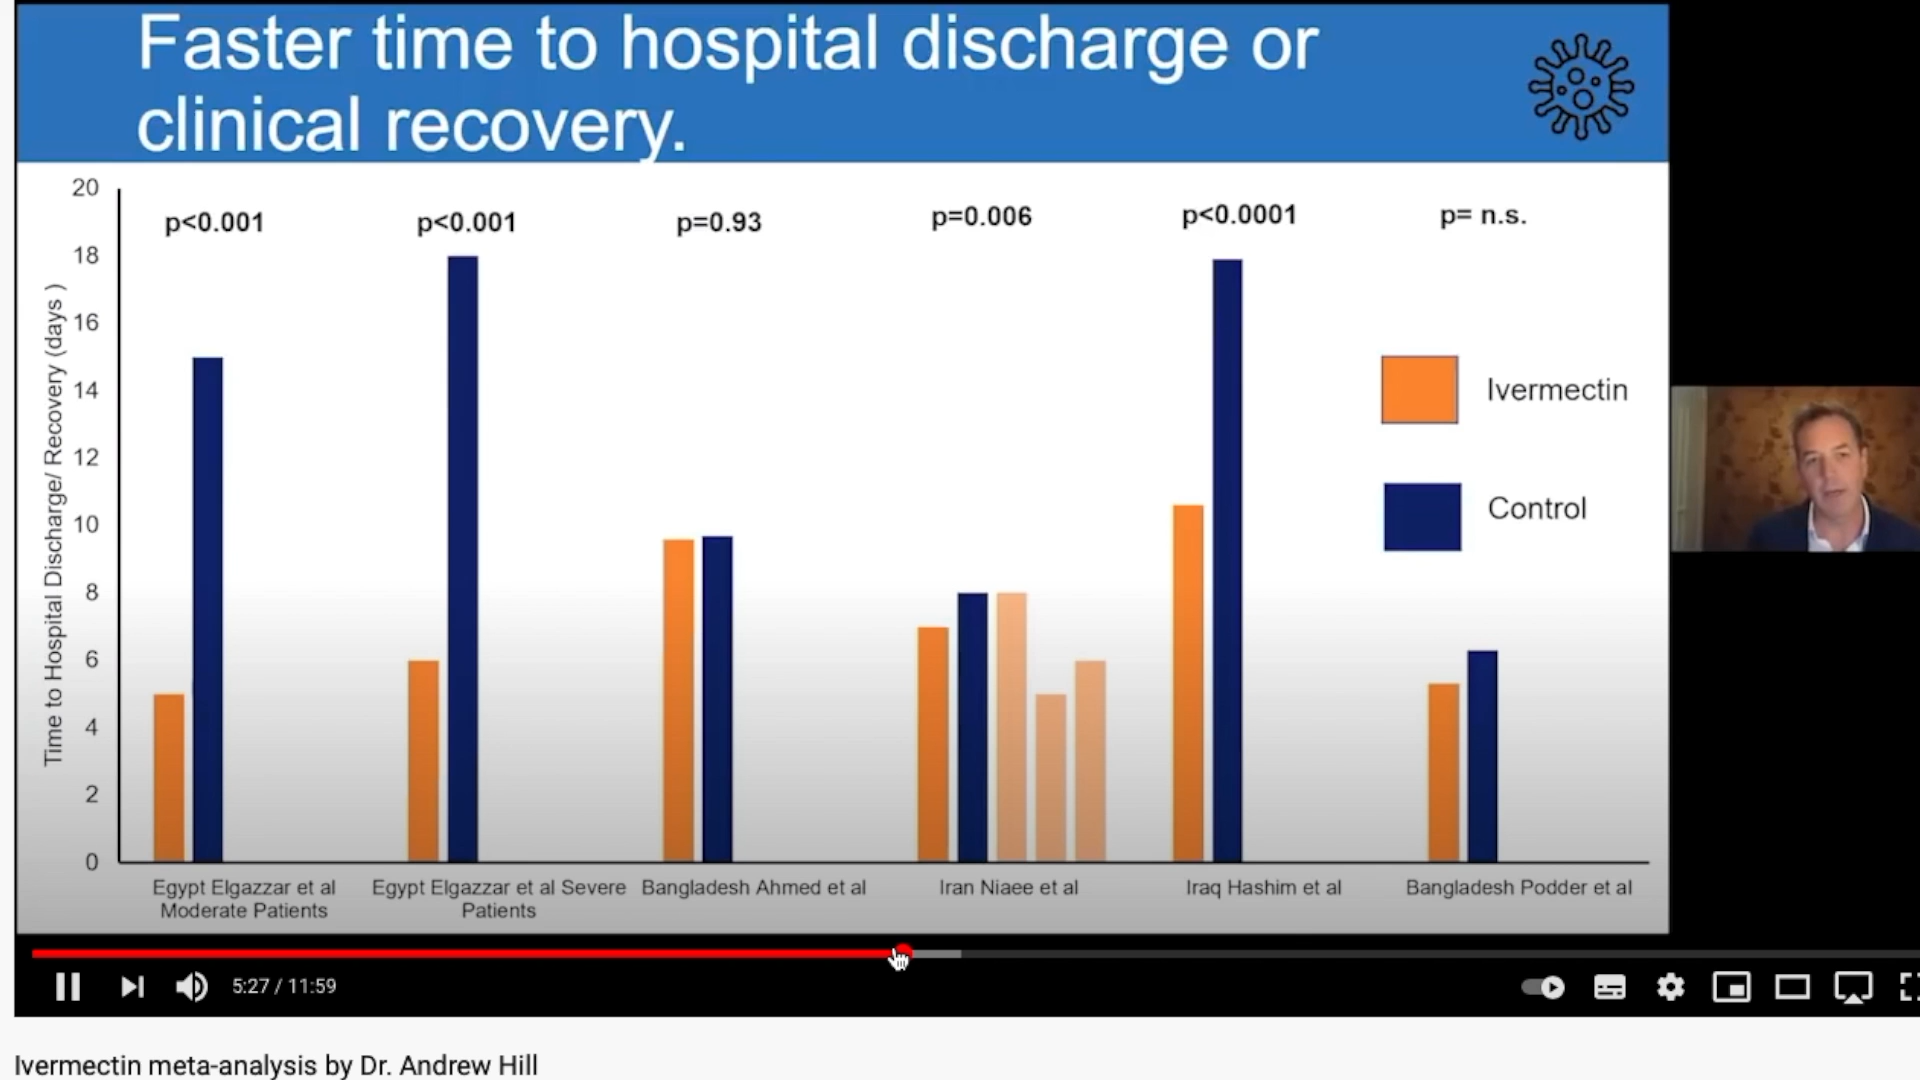 Faster time to hospital discharge or
clinical recovery.
Time to Hospital Discharge/ Recovery (days )
20
18
16
14
12
10
8
6
4
2
0
p<0.001
p<0.001
p=0.93
p=0.006
p<0.0001
p= n.s.
Ivermectin
Control
Egypt Elgazzar et al
Moderate Patients
Egypt Elgazzar et al Severe
Patients
Bangladesh Ahmed et al
Iran Niaee et al
Iraq Hashim et al
Bangladesh Podder et al
5:27 / 11:59
Ivermectin meta-analysis by Dr. Andrew Hill